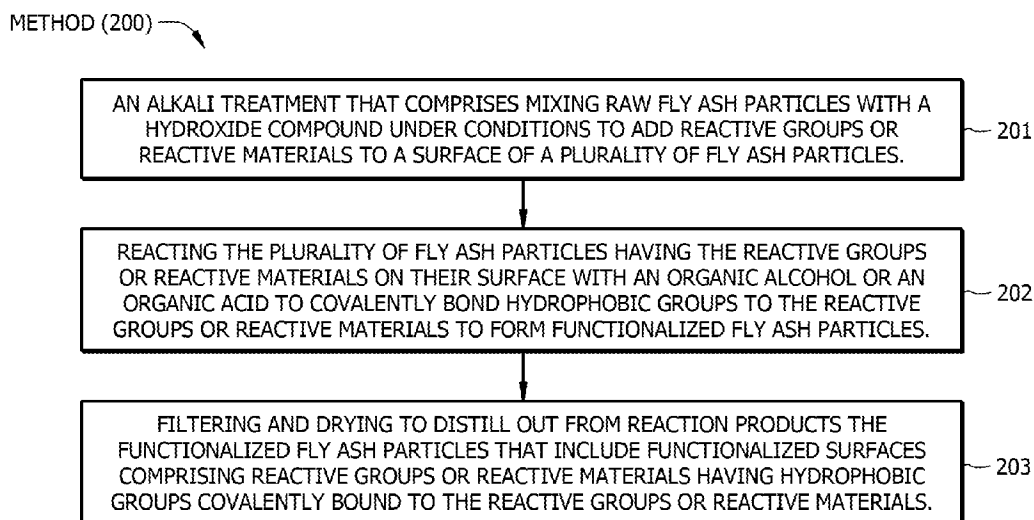 METHOD (200)
AN ALKALI TREATMENT THAT COMPRISES MIXING RAW FLY ASH PARTICLES WITH A
HYDROXIDE COMPOUND UNDER CONDITIONS TO ADD REACTIVE GROUPS OR
REACTIVE MATERIALS TO A SURFACE OF A PLURALITY OF FLY ASH PARTICLES.
201
REACTING THE PLURALITY OF FLY ASH PARTICLES HAVING THE REACTIVE GROUPS
OR REACTIVE MATERIALS ON THEIR SURFACE WITH AN ORGANIC ALCOHOL OR AN
ORGANIC ACID TO COVALENTLY BOND HYDROPHOBIC GROUPS TO THE REACTIVE
GROUPS OR REACTIVE MATERIALS TO FORM FUNCTIONALIZED FLY ASH PARTICLES.
202
FILTERING AND DRYING TO DISTILL OUT FROM REACTION PRODUCTS THE
FUNCTIONALIZED FLY ASH PARTICLES THAT INCLUDE FUNCTIONALIZED SURFACES
COMPRISING REACTIVE GROUPS OR REACTIVE MATERIALS HAVING HYDROPHOBIC
GROUPS COVALENTLY BOUND TO THE REACTIVE GROUPS OR REACTIVE MATERIALS.
203